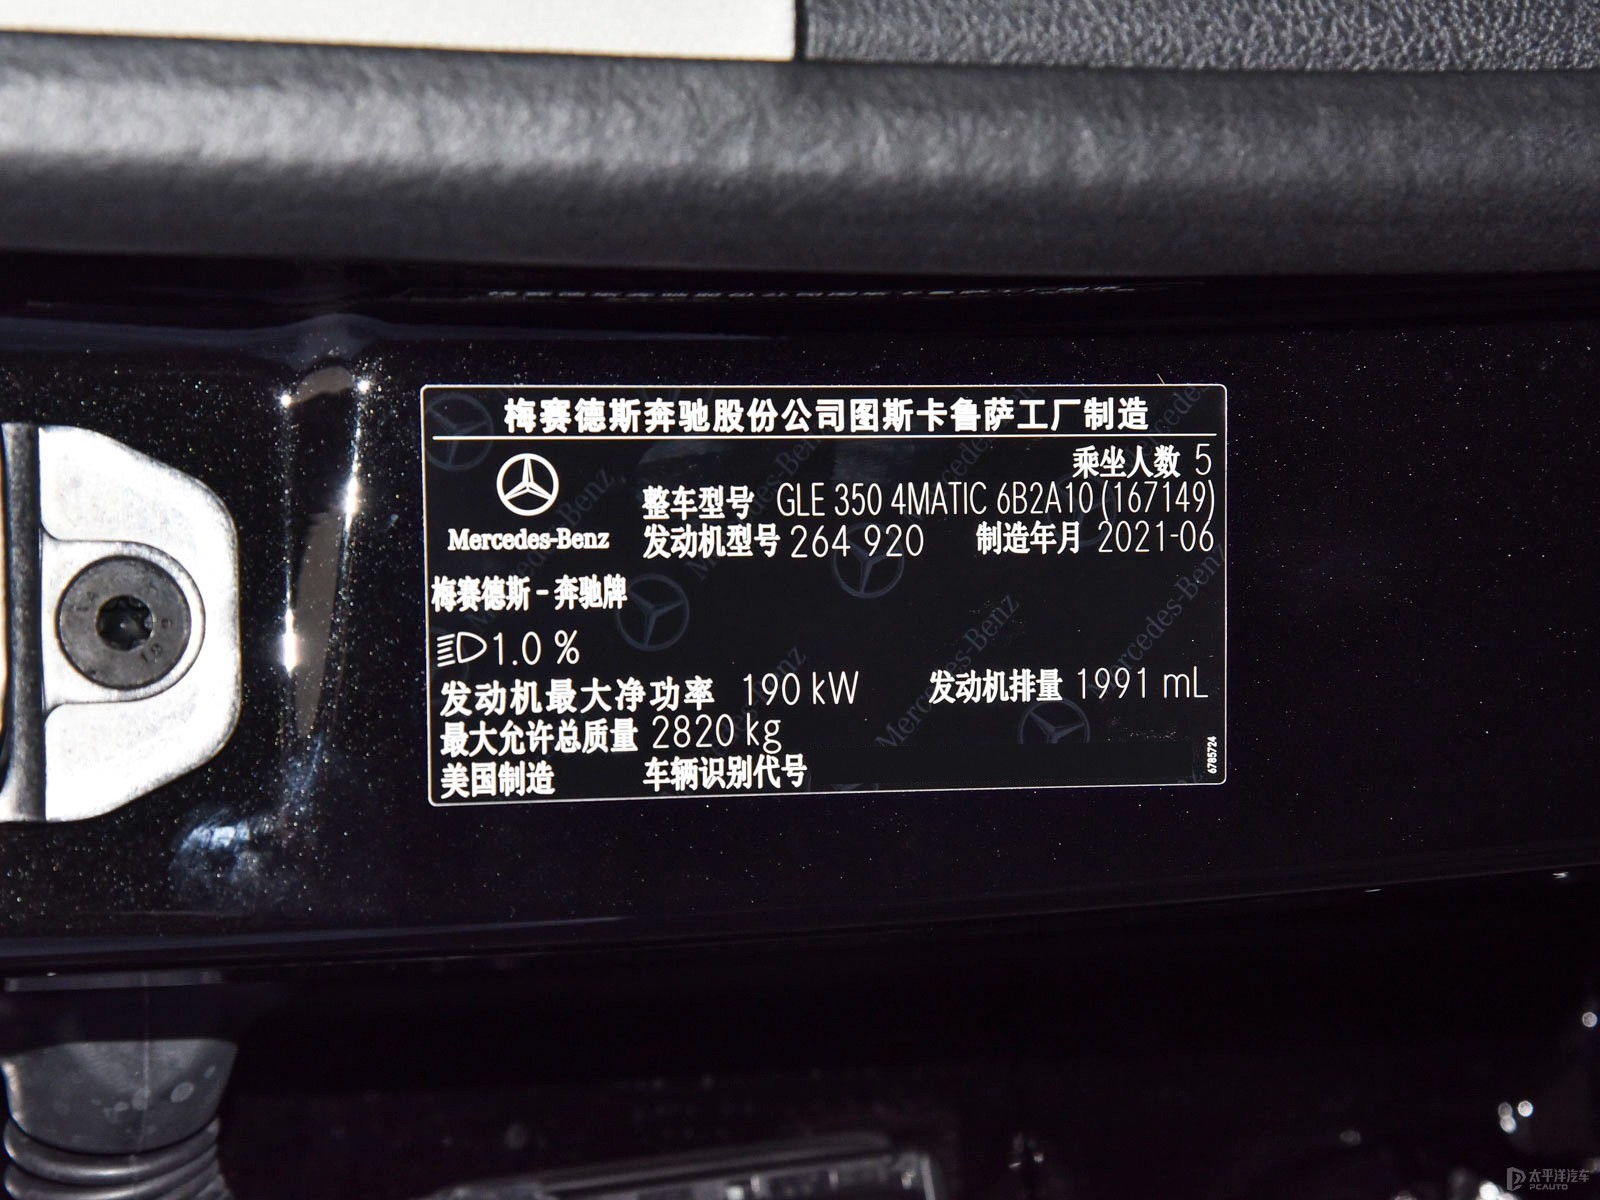 梅赛德斯奔驰股份公司图斯卡鲁萨工厂制造
乘坐人数 5
整车型号 GLE 350 4MATIC 6B2A10 (167149)
Mercedes-Benz
发动机型号 264 920 制造年月 2021-06
梅赛德斯-奔驰牌
1.0 %
发动机最大净功率 190 kW 发动机排量 1991 mL
最大允许总质量 2820 kg
6785724
美国制造 车辆识别代号
太平洋汽车
PCAUTO